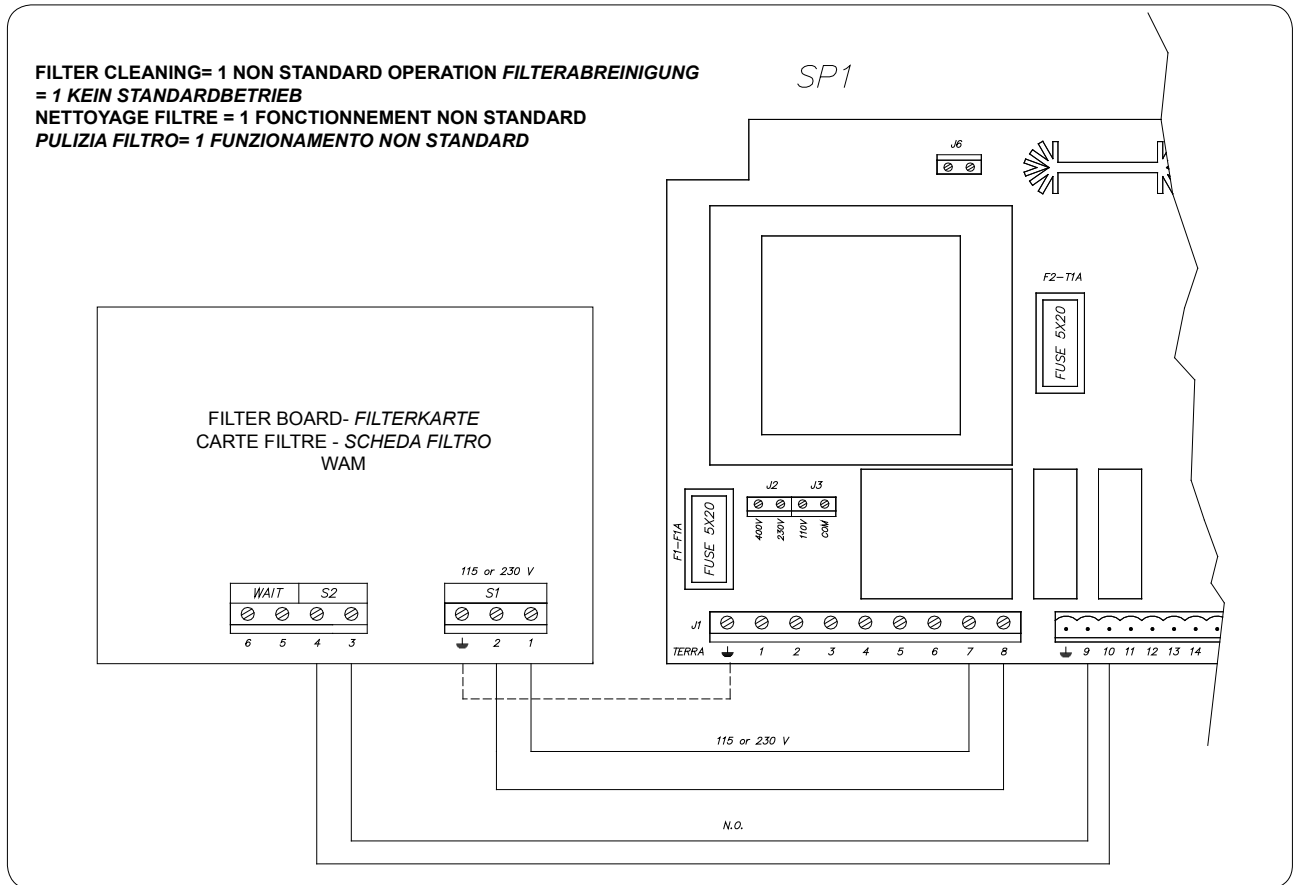 FILTER CLEANING= 1 NON STANDARD OPERATION FILTERABREINIGUNG
= 1 KEIN STANDARDBETRIEB
NETTOYAGE FILTRE = 1 FONCTIONNEMENT NON STANDARD
PULIZIA FILTRO= 1 FUNZIONAMENTO NON STANDARD
SP1
J6
F2-T1A
FUSE 5X20
FILTER BOARD- FILTERKARTE
CARTE FILTRE - SCHEDA FILTRO
WAM
J2 J3
400V 230V 110V COM
F1-F1A
FUSE 5X20
115 or 230 V
WAIT S2
S1
6 5 4 3
2 1
J1
TERRA 1 2 3 4 5 6 7 8
9 10 11 12 13 14
115 or 230 V
N.O.